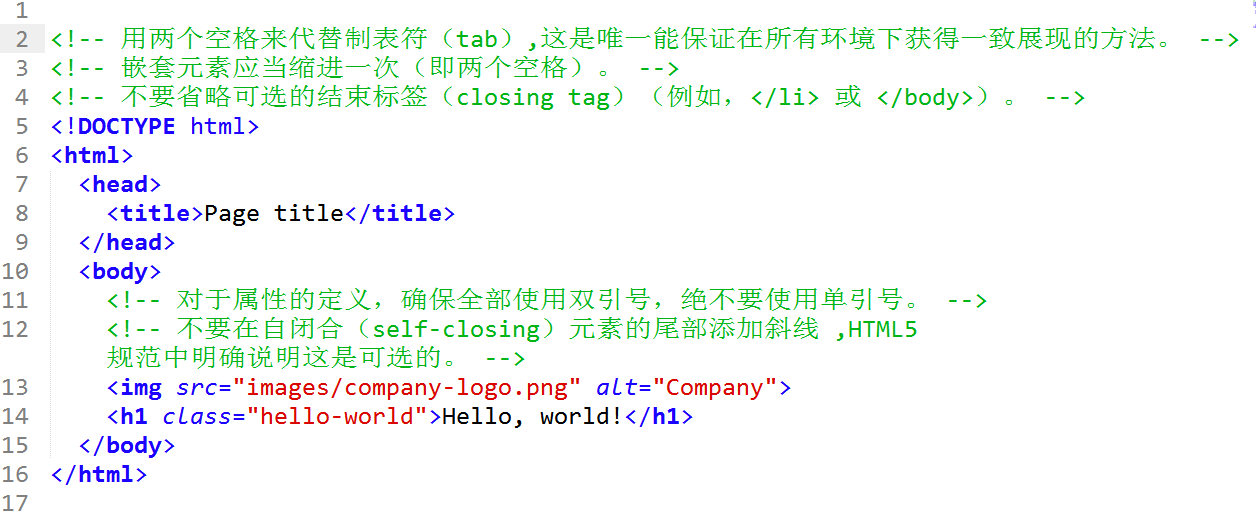 1
2 <!-- 用两个空格来代替制表符（tab）,这是唯一能保证在所有环境下获得一致展现的方法。 -->
3 <!-- 嵌套元素应当缩进一次（即两个空格）。 -->
4 <!-- 不要省略可选的结束标签（closing tag）（例如，</li> 或 </body>）。 -->
5 <!DOCTYPE html>
6 <html>
7   <head>
8     <title>Page title</title>
9   </head>
10   <body>
11     <!-- 对于属性的定义，确保全部使用双引号，绝不要使用单引号。 -->
12     <!-- 不要在自闭合（self-closing）元素的尾部添加斜线 ,HTML5
    规范中明确说明这是可选的。 -->
13     <img src="images/company-logo.png" alt="Company">
14     <h1 class="hello-world">Hello, world!</h1>
15   </body>
16 </html>
17